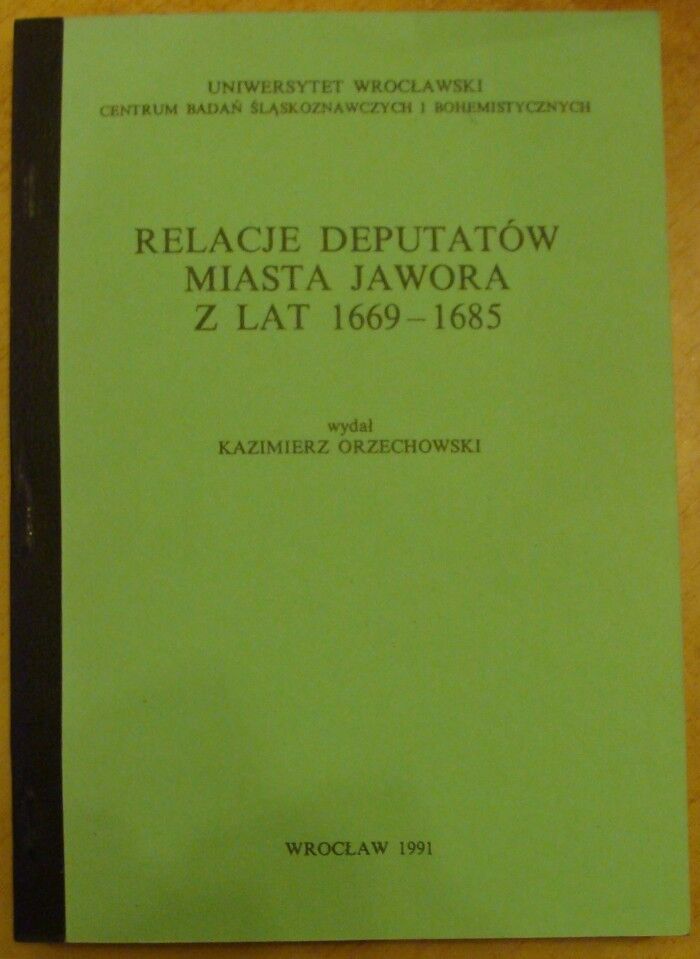 UNIWERSYTET WROCŁAWSKI
CENTRUM BADAŃ ŚLĄSKOZNAWCZYCH I BOHEMISTYCZNYCH
RELACJE DEPUTATÓW
MIASTA JAWORA
Z LAT 1669–1685
wydał
KAZIMIERZ ORZECHOWSKI
WROCŁAW 1991